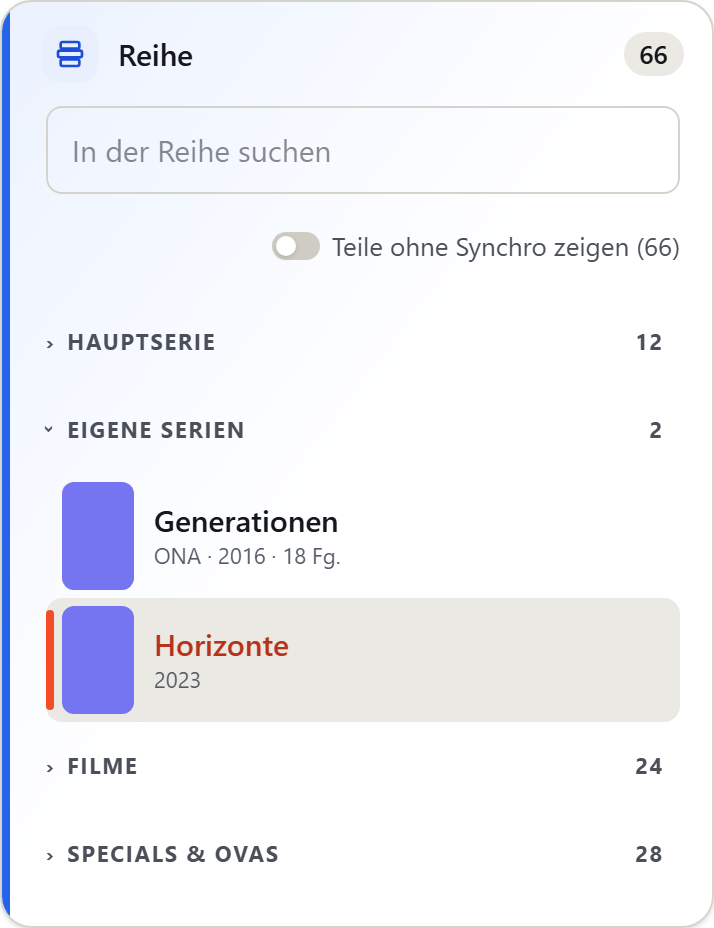 Reihe 66
In der Reihe suchen
Teile ohne Synchro zeigen (66)
› HAUPTSERIE 12
› EIGENE SERIEN 2
Generationen
ONA · 2016 · 18 Fg.
Horizonte
2023
› FILME 24
› SPECIALS & OVAS 28